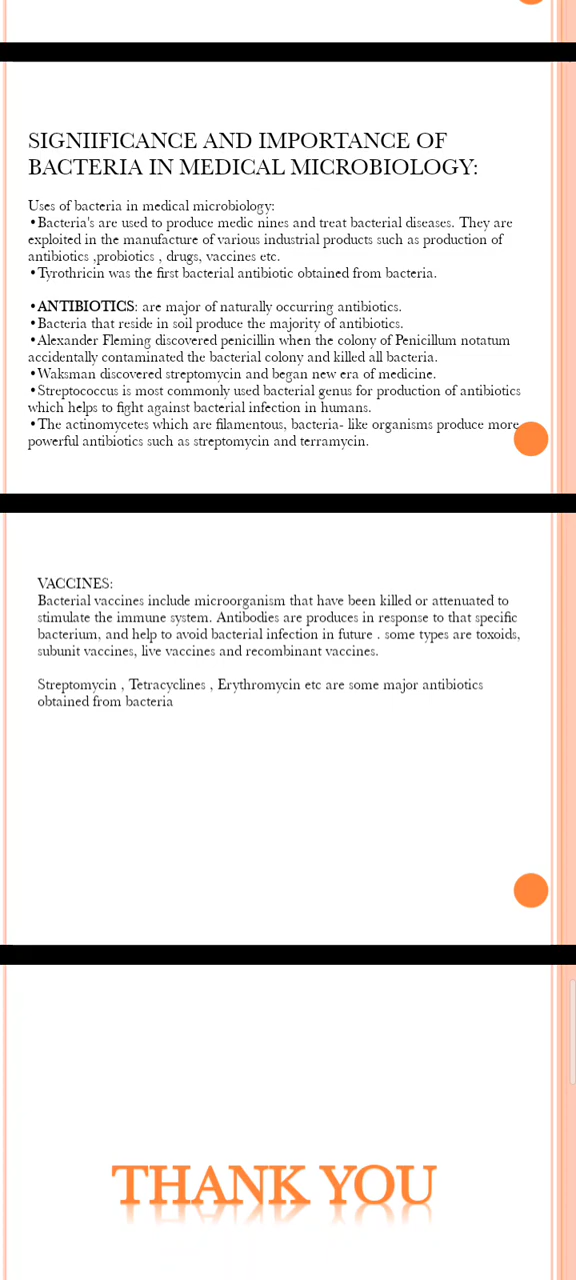 SIGNIIFICANCE AND IMPORTANCE OF
BACTERIA IN MEDICAL MICROBIOLOGY:
Uses of bacteria in medical microbiology:
•Bacteria's are used to produce medic nines and treat bacterial diseases. They are
exploited in the manufacture of various industrial products such as production of
antibiotics ,probiotics , drugs, vaccines etc.
•Tyrothricin was the first bacterial antibiotic obtained from bacteria.
•ANTIBIOTICS: are major of naturally occurring antibiotics.
•Bacteria that reside in soil produce the majority of antibiotics.
•Alexander Fleming discovered penicillin when the colony of Penicillum notatum
accidentally contaminated the bacterial colony and killed all bacteria.
•Waksman discovered streptomycin and began new era of medicine.
•Streptococcus is most commonly used bacterial genus for production of antibiotics
which helps to fight against bacterial infection in humans.
•The actinomycetes which are filamentous, bacteria- like organisms produce more
powerful antibiotics such as streptomycin and terramycin.
VACCINES:
Bacterial vaccines include microorganism that have been killed or attenuated to
stimulate the immune system. Antibodies are produces in response to that specific
bacterium, and help to avoid bacterial infection in future . some types are toxoids,
subunit vaccines, live vaccines and recombinant vaccines.
Streptomycin , Tetracyclines , Erythromycin etc are some major antibiotics
obtained from bacteria
THANK YOU